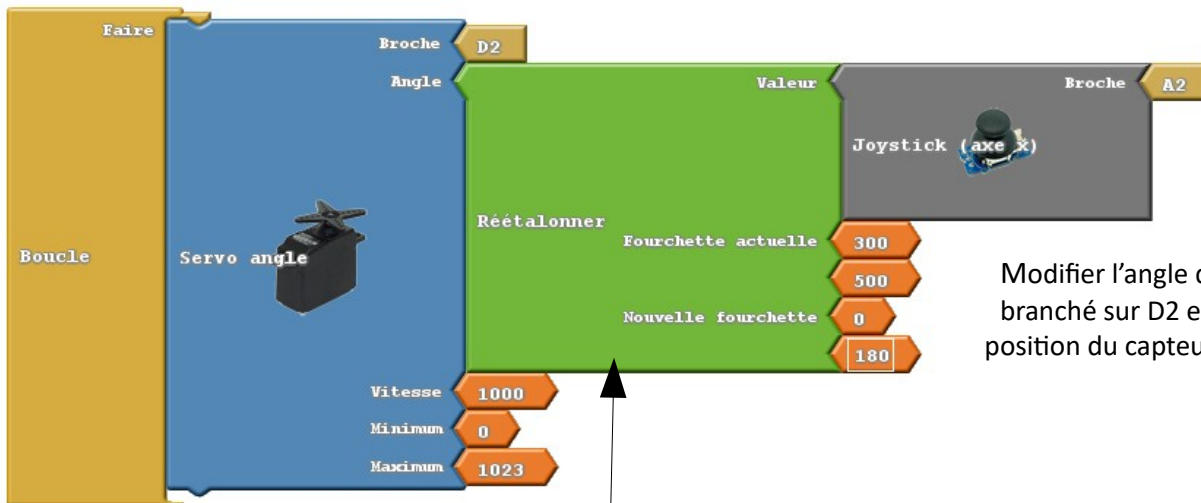 Faire
Broche D2
Angle
Valeur
Broche A2
Joystick (axe x)
Réétalonner
Fourchette actuelle 300
500
Boucle
Servo angle
Nouvelle fourchette 0
180
Modifier l’angle
branché sur D2
position du
Vitesse 1000
Minimum 0
Maximum 1023